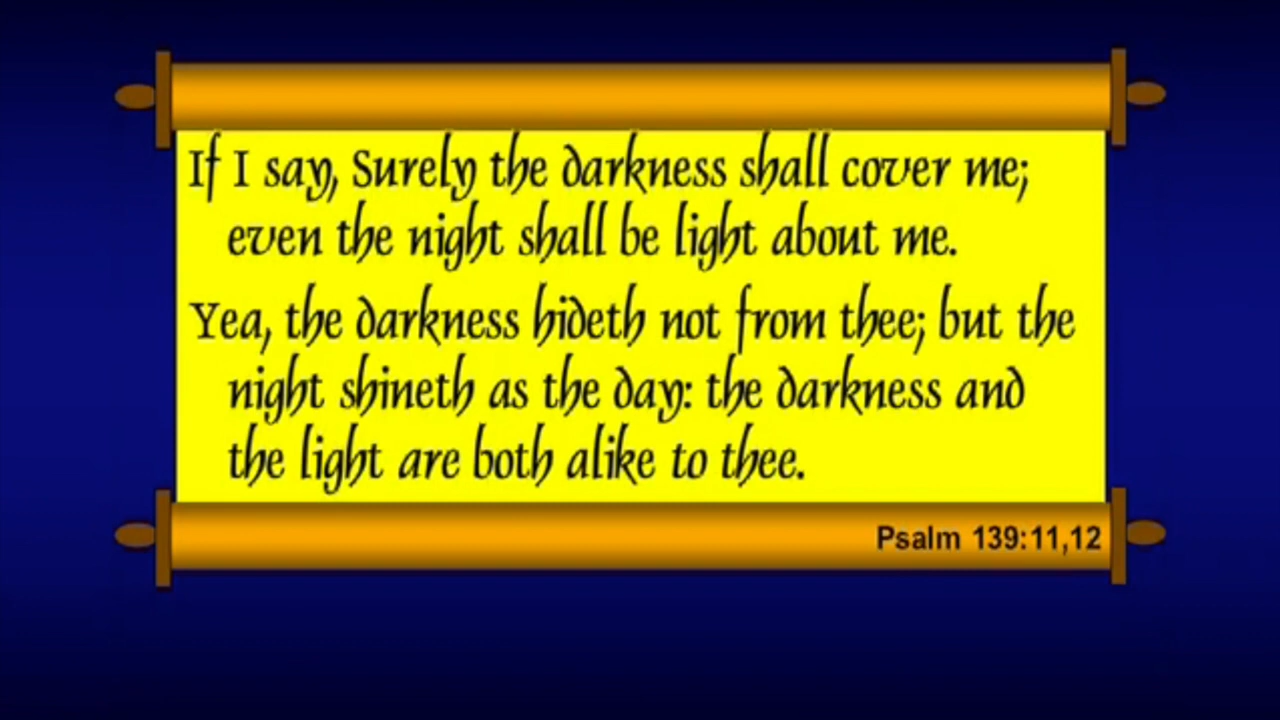 If I say, Surely the darkness shall cover me;
even the night shall be light about me.
Yea, the darkness hideth not from thee; but the
night shineth as the day: the darkness and
the light are both alike to thee.
Psalm 139:11,12